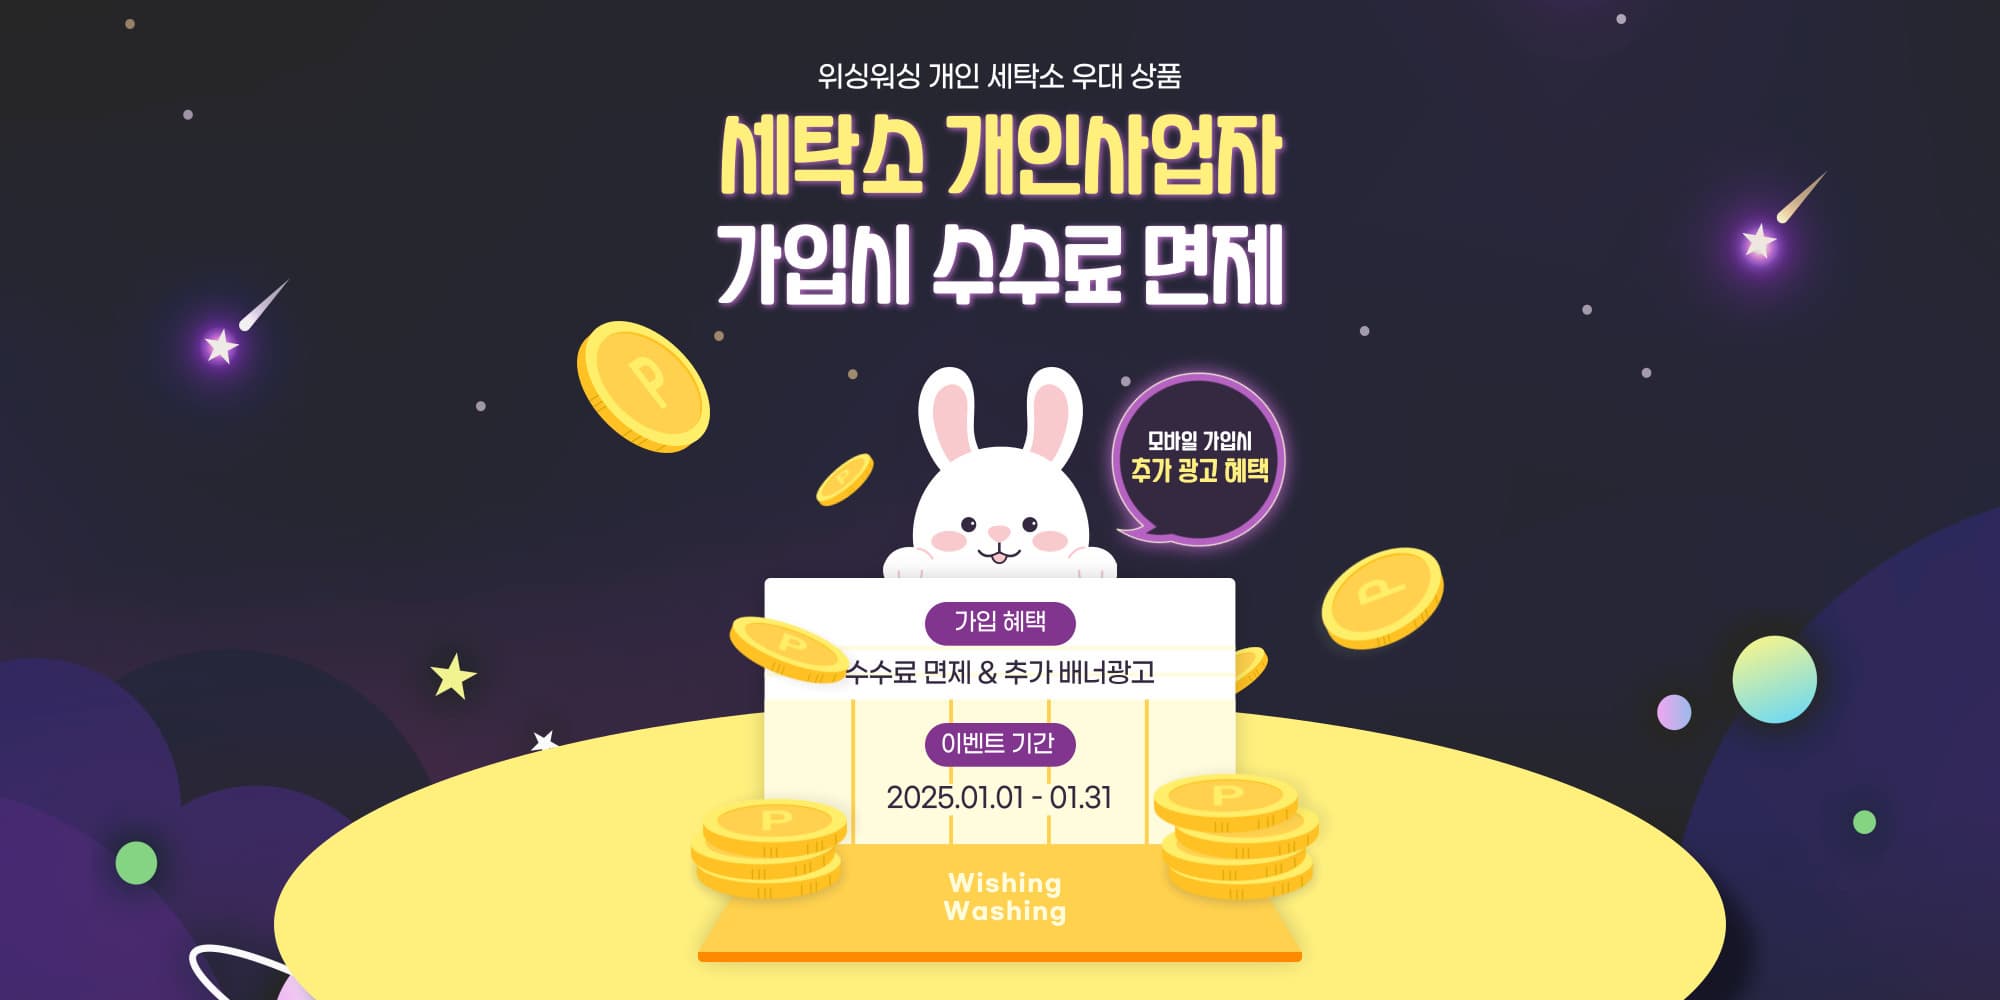 위싱워싱 개인 세탁소 우대 상품
세탁소 개인사업자
가입시 수수료 면제
P
P
모바일 가입시
추가 광고 혜택
P
P
가입 혜택
수수료 면제 & 추가 배너광고
이벤트 기간
2025.01.01 - 01.31
P
P
Wishing
Washing